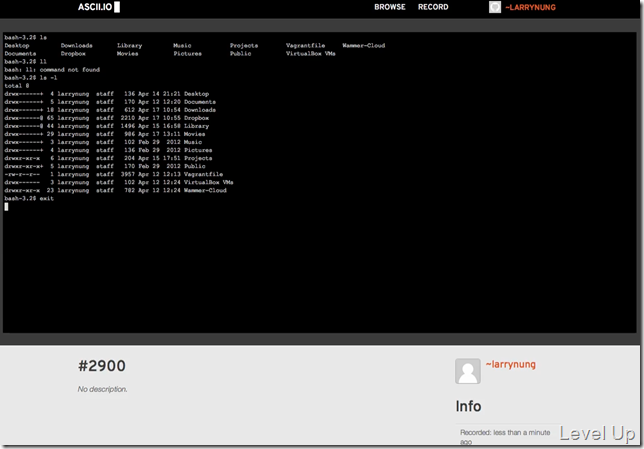 ASCII.IO BROWSE RECORD ~LARRYNUNG
bash-3.2$ ls
Desktop Downloads Library Music Projects Vagrantfile Wammer-Cloud
Documents Dropbox Movies Pictures Public VirtualBox VMs
bash-3.2$ ll
bash: ll: command not found
bash-3.2$ ls -l
total 8
drwx------+ 4 larrynung staff 136 Apr 14 21:21 Desktop
drwx------+ 5 larrynung staff 170 Apr 12 12:20 Documents
drwx------+ 18 larrynung staff 612 Apr 17 10:54 Downloads
drwx------@ 65 larrynung staff 2210 Apr 17 10:55 Dropbox
drwx------@ 44 larrynung staff 1496 Apr 15 16:58 Library
drwx------+ 29 larrynung staff 986 Apr 17 13:11 Movies
drwx------+ 3 larrynung staff 102 Feb 29 2012 Music
drwx------+ 4 larrynung staff 136 Feb 29 2012 Pictures
drwxr-xr-x 6 larrynung staff 204 Apr 15 17:51 Projects
drwxr-xr-x+ 5 larrynung staff 170 Feb 29 2012 Public
-rw-r--r-- 1 larrynung staff 3957 Apr 12 12:13 Vagrantfile
drwx------ 3 larrynung staff 102 Apr 12 12:24 VirtualBox VMs
drwxr-xr-x 23 larrynung staff 782 Apr 12 12:24 Wammer-Cloud
bash-3.2$ exit
#2900
No description.
~larrynung
Info
Recorded: less than a minute
ago
Level Up